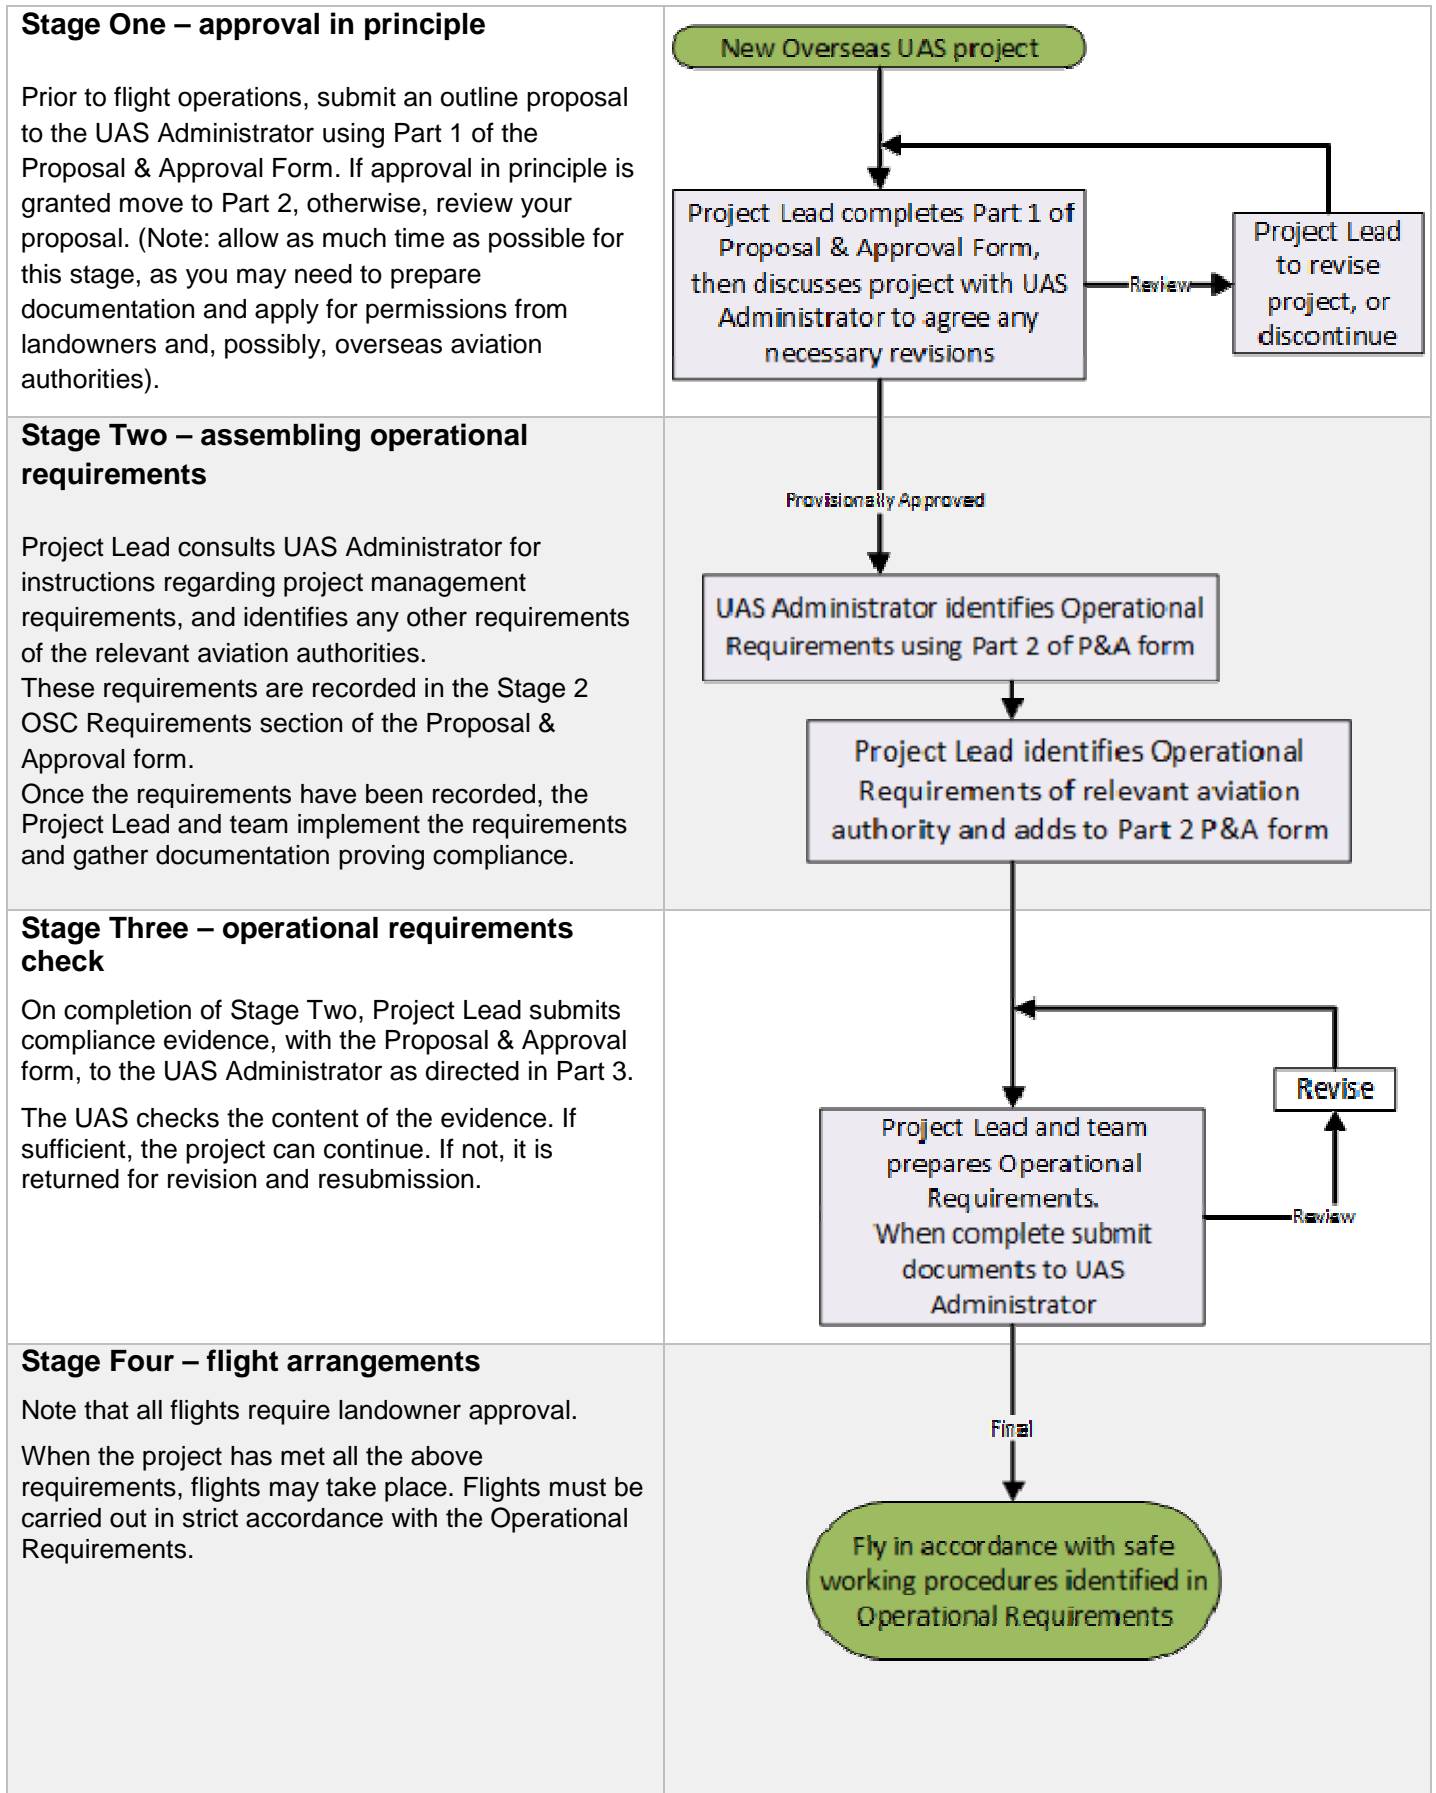 Stage One – approval in principle
Prior to flight operations, submit an outline proposal
to the UAS Administrator using Part 1 of the
Proposal & Approval Form. If approval in principle is
granted move to Part 2, otherwise, review your
proposal. (Note: allow as much time as possible for
this stage, as you may need to prepare
documentation and apply for permissions from
landowners and, possibly, overseas aviation
authorities).
New Overseas UAS project
Project Lead completes Part 1 of
Proposal & Approval Form,
then discusses project with UAS
Administrator to agree any
necessary revisions
Review
Project Lead
to revise
project, or
discontinue
Stage Two – assembling operational
requirements
Project Lead consults UAS Administrator for
instructions regarding project management
requirements, and identifies any other requirements
of the relevant aviation authorities.
These requirements are recorded in the Stage 2
OSC Requirements section of the Proposal &
Approval form.
Once the requirements have been recorded, the
Project Lead and team implement the requirements
and gather documentation proving compliance.
Provisionally Approved
UAS Administrator identifies Operational
Requirements using Part 2 of P&A form
Project Lead identifies Operational
Requirements of relevant aviation
authority and adds to Part 2 P&A form
Stage Three – operational requirements
check
On completion of Stage Two, Project Lead submits
compliance evidence, with the Proposal & Approval
form, to the UAS Administrator as directed in Part 3.
The UAS checks the content of the evidence. If
sufficient, the project can continue. If not, it is
returned for revision and resubmission.
Project Lead and team
prepares Operational
Requirements.
When complete submit
documents to UAS
Administrator
Revise
Review
Stage Four – flight arrangements
Note that all flights require landowner approval.
When the project has met all the above
requirements, flights may take place. Flights must be
carried out in strict accordance with the Operational
Requirements.
Final
Fly in accordance with safe
working procedures identified in
Operational Requirements